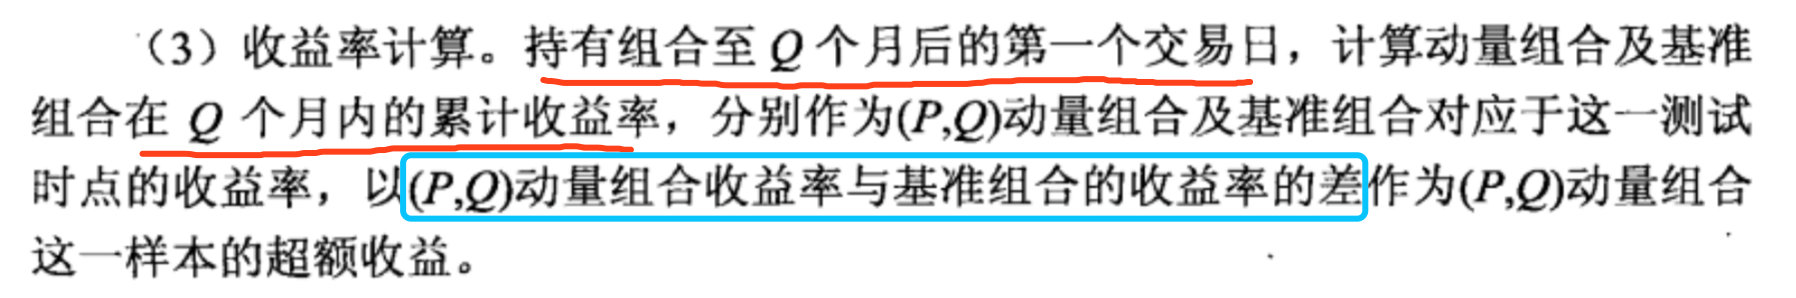 （3）收益率计算。持有组合至 Q 个月后的第一个交易日，计算动量组合及基准
组合在 Q 个月内的累计收益率，分别作为(P,Q)动量组合及基准组合对应于这一测试
时点的收益率，以(P,Q)动量组合收益率与基准组合的收益率的差作为(P,Q)动量组合
这一样本的超额收益。